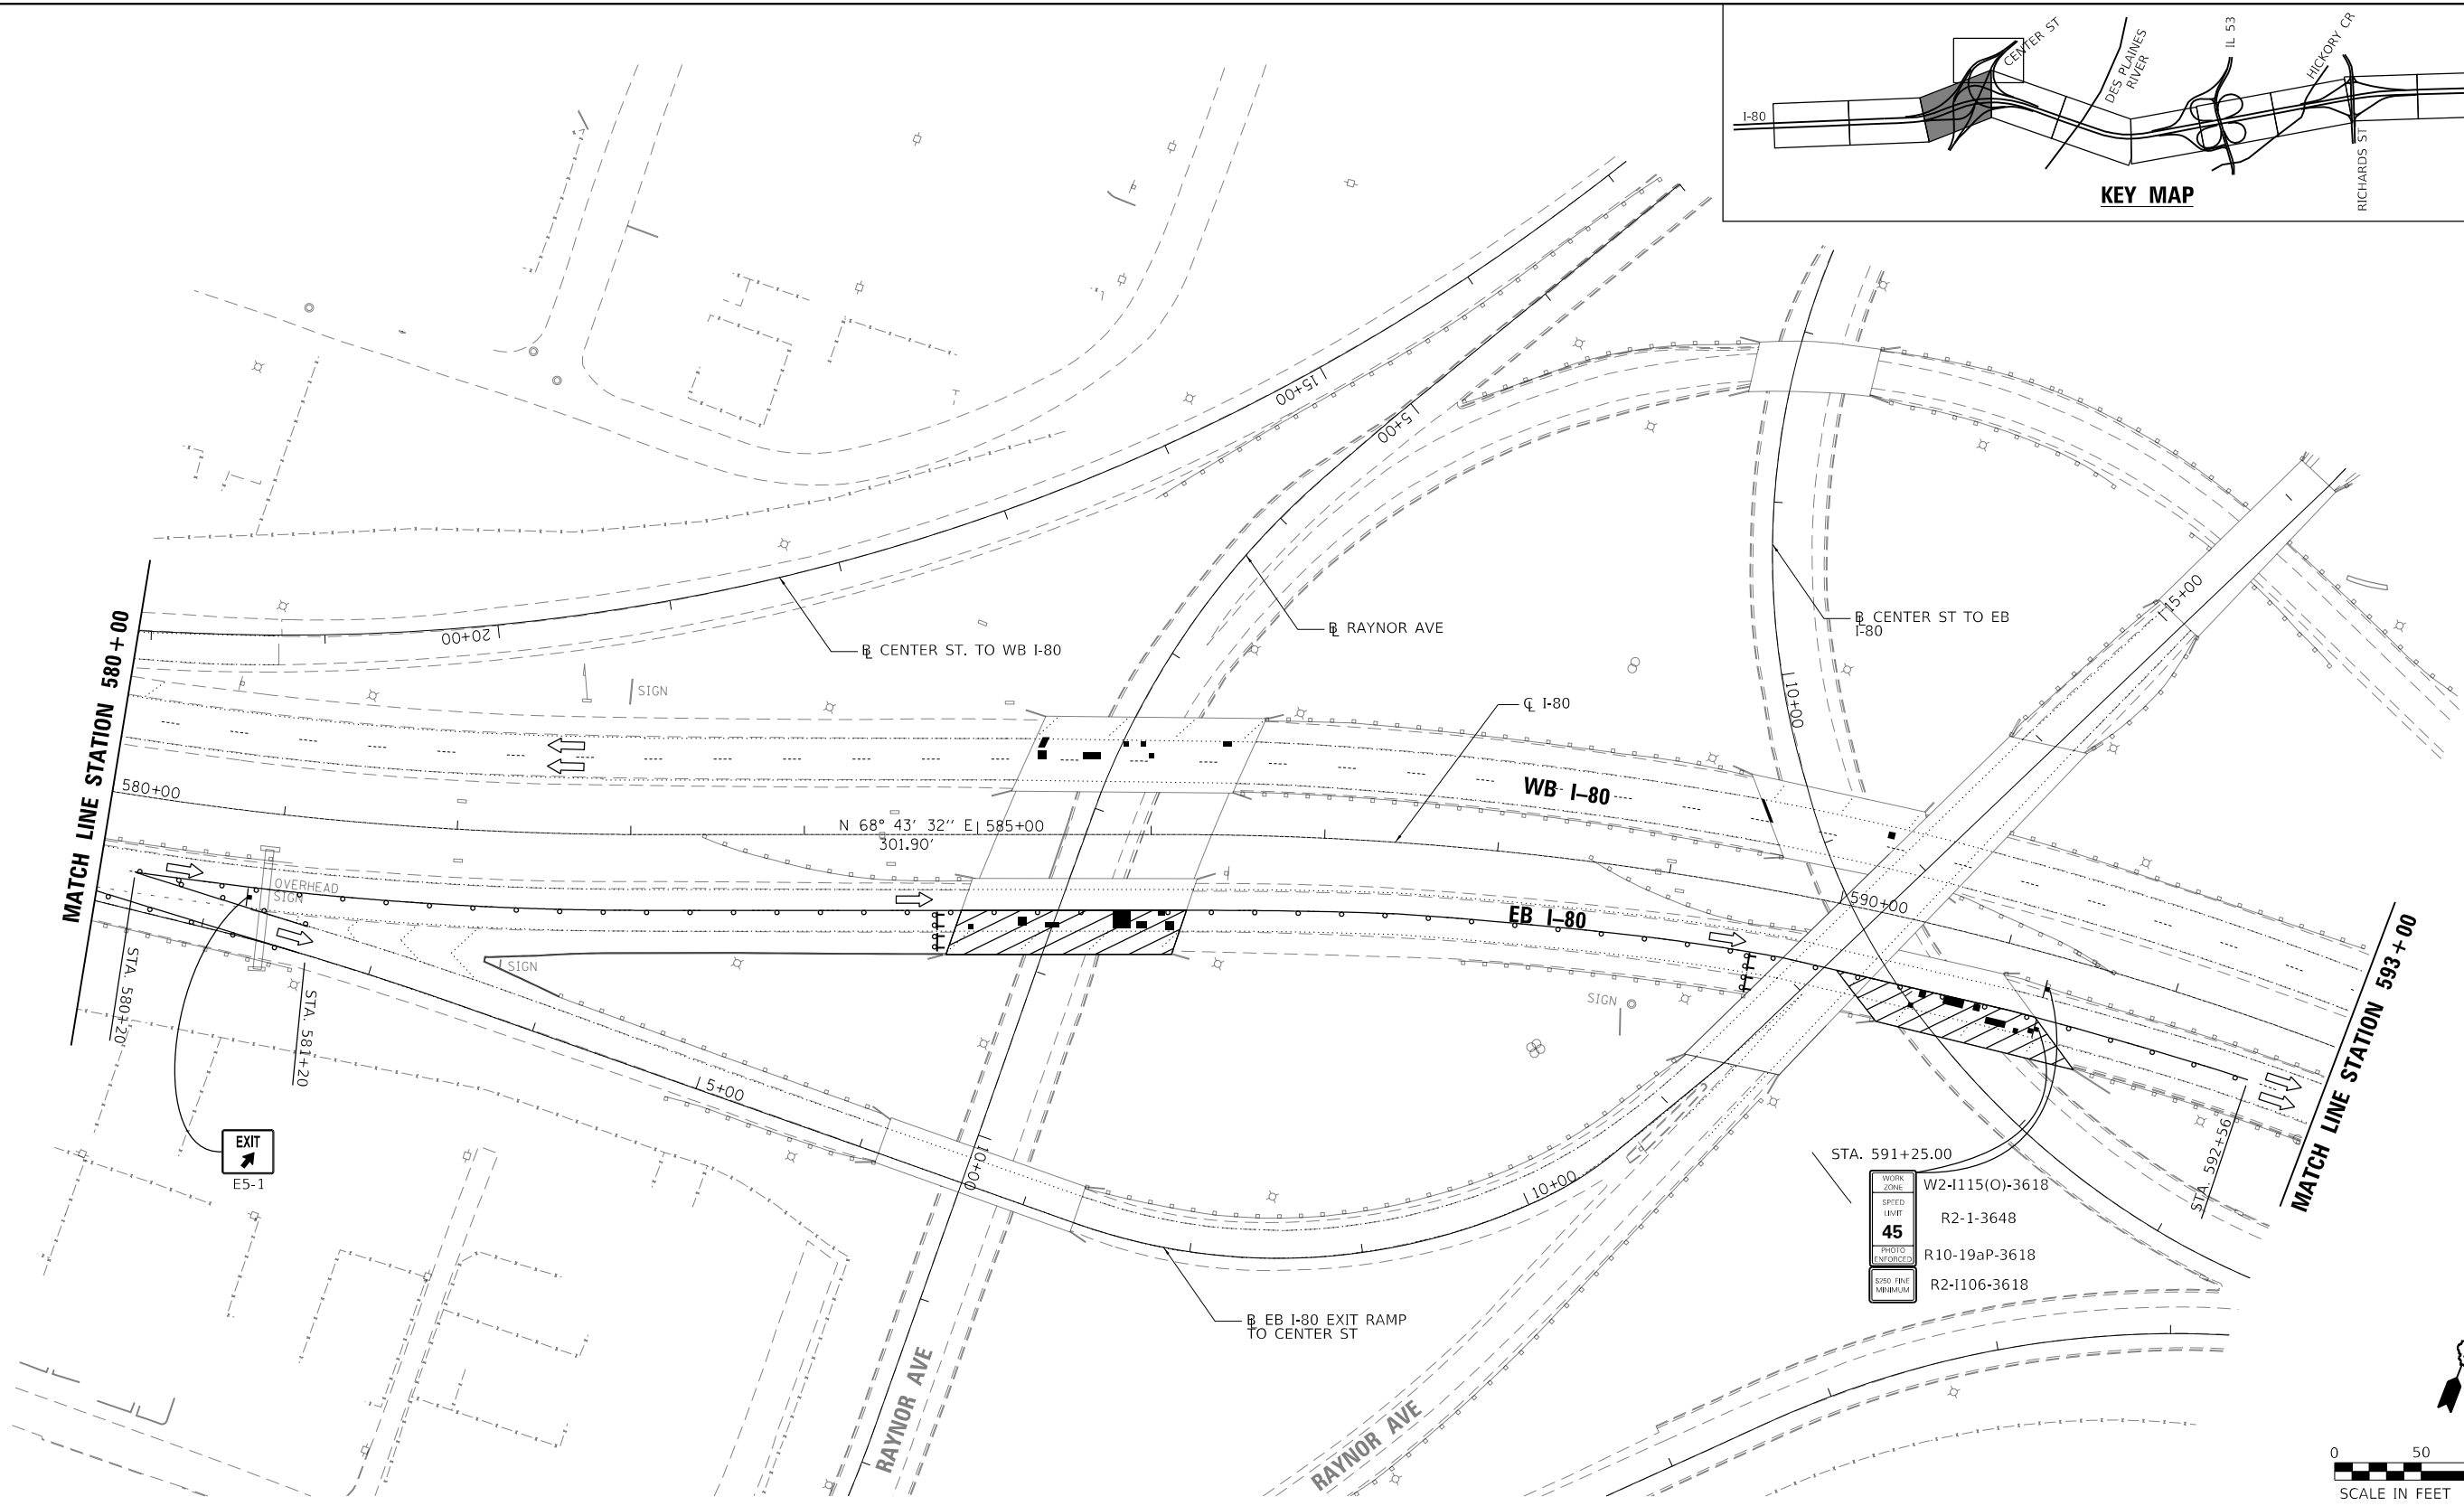 I-80
CENTER ST
DES PLAINES
RIVER
IL 53
HICKORY CR
RICHARDS ST
KEY MAP
15+00
5+00
15+00
MATCH LINE STATION 580+00
20+00
℄ CENTER ST. TO WB I-80
SIGN
℄ RAYNOR AVE
℄ CENTER ST TO EB
I-80
10+00
℄ I-80
WB I-80
580+00
N 68° 43' 32'' E
301.90'
585+00
590+00
OVERHEAD
SIGN
EB I-80
MATCH LINE STATION 593+00
STA. 580+20
STA. 581+20
SIGN
SIGN
5+00
10+00
10+00
EXIT
E5-1
STA. 591+25.00
WORK
ZONE
W2-I115(O)-3618
SPEED
LIMIT
45
R2-1-3648
PHOTO
ENFORCED
R10-19aP-3618
$250 FINE
MINIMUM
R2-I106-3618
STA. 592+56
℄ EB I-80 EXIT RAMP
TO CENTER ST
RAYNOR AVE
RAYNOR AVE
0 50
SCALE IN FEET